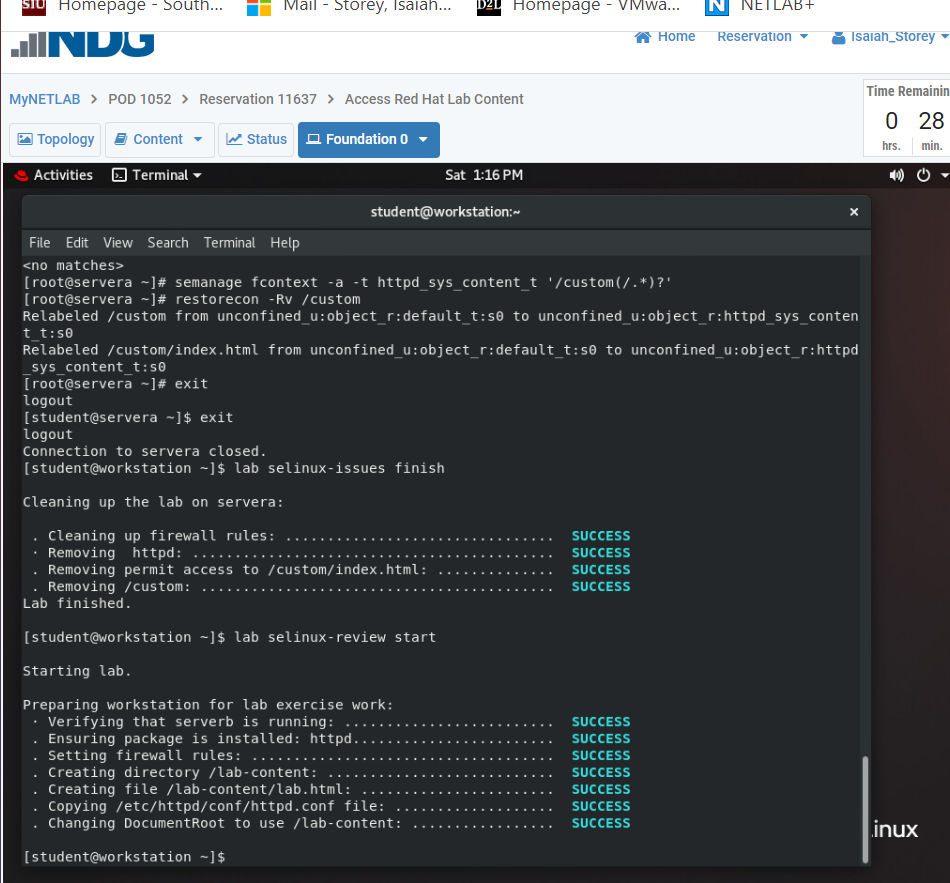 SIU Homepage - South... Mail - Storey, Isaiah... D2L Homepage - VMwa... N NETLAB+
NDG Home Reservation Isaiah_Storey
MyNETLAB > POD 1052 > Reservation 11637 > Access Red Hat Lab Content
Time Remainin
0 28
hrs. min.
Topology Content Status Foundation 0
Activities Terminal Sat 1:16 PM
student@workstation:~ ×
File Edit View Search Terminal Help
<no matches>
[root@servera ~]# semanage fcontext -a -t httpd_sys_content_t '/custom(/.*)?'
[root@servera ~]# restorecon -Rv /custom
Relabeled /custom from unconfined_u:object_r:default_t:s0 to unconfined_u:object_r:httpd_sys_conten
t_t:s0
Relabeled /custom/index.html from unconfined_u:object_r:default_t:s0 to unconfined_u:object_r:httpd
_sys_content_t:s0
[root@servera ~]# exit
logout
[student@servera ~]$ exit
logout
Connection to servera closed.
[student@workstation ~]$ lab selinux-issues finish
Cleaning up the lab on servera:
. Cleaning up firewall rules: ................................ SUCCESS
· Removing  httpd: ........................................... SUCCESS
. Removing permit access to /custom/index.html: .............. SUCCESS
. Removing /custom: .......................................... SUCCESS
Lab finished.
[student@workstation ~]$ lab selinux-review start
Starting lab.
Preparing workstation for lab exercise work:
· Verifying that serverb is running: ......................... SUCCESS
. Ensuring package is installed: httpd........................ SUCCESS
. Setting firewall rules: .................................... SUCCESS
. Creating directory /lab-content: ........................... SUCCESS
. Creating file /lab-content/lab.html: ....................... SUCCESS
. Copying /etc/httpd/conf/httpd.conf file: ................... SUCCESS
. Changing DocumentRoot to use /lab-content: ................. SUCCESS
inux
[student@workstation ~]$